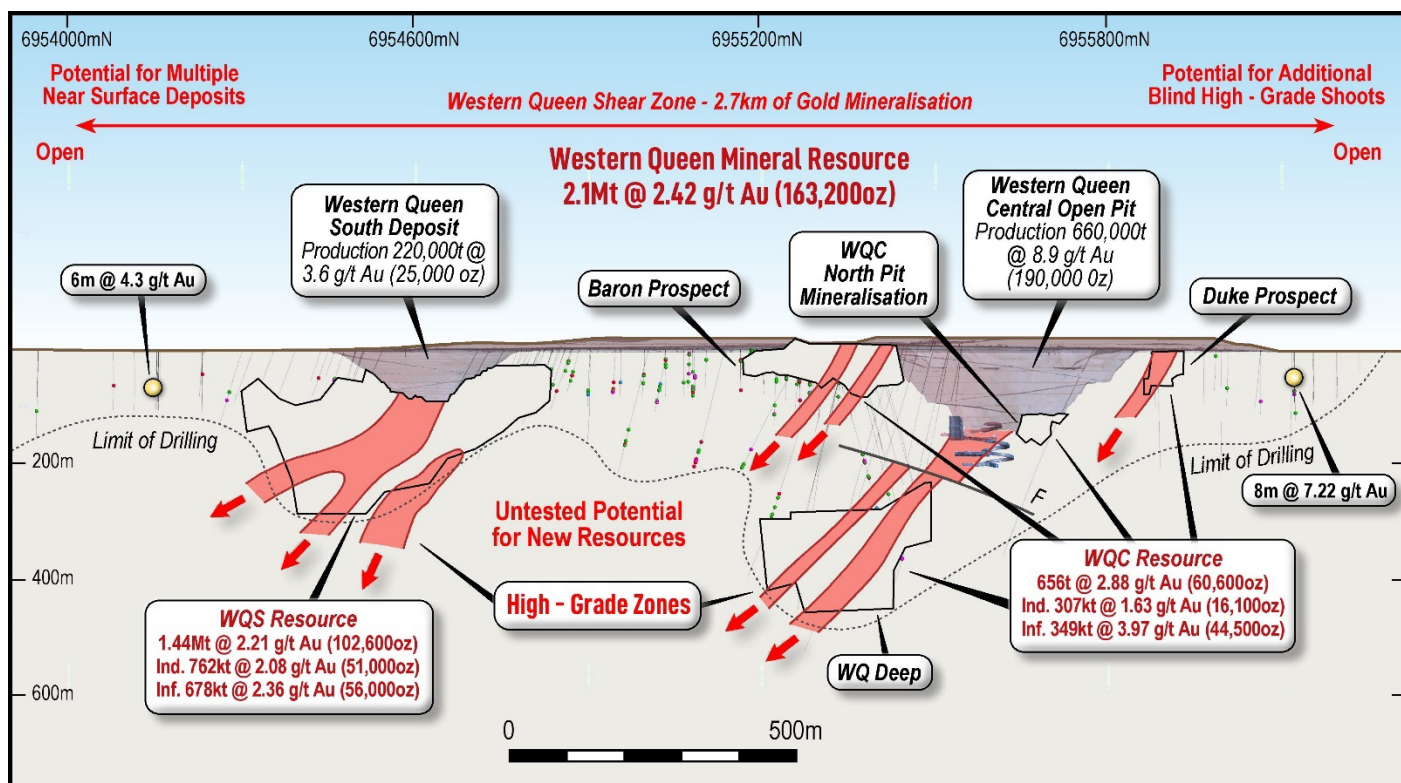 6954000mN
6954600mN
6955200mN
6955800mN
Potential for Multiple
Near Surface Deposits
Western Queen Shear Zone - 2.7km of Gold Mineralisation
Potential for Additional
Blind High - Grade Shoots
Open
Open
Western Queen Mineral Resource
2.1Mt @ 2.42 g/t Au (163,200oz)
Western Queen
South Deposit
Production 220,000t @
3.6 g/t Au (25,000 oz)
Western Queen
Central Open Pit
Production 660,000t
@ 8.9 g/t Au
(190,000 0z)
WQC
North Pit
Mineralisation
6m @ 4.3 g/t Au
Baron Prospect
Duke Prospect
Limit of Drilling
Limit of Drilling
200m
F
8m @ 7.22 g/t Au
Untested Potential
for New Resources
400m
High - Grade Zones
WQS Resource
1.44Mt @ 2.21 g/t Au (102,600oz)
Ind. 762kt @ 2.08 g/t Au (51,000oz)
Inf. 678kt @ 2.36 g/t Au (56,000oz)
WQC Resource
656t @ 2.88 g/t Au (60,600oz)
Ind. 307kt @ 1.63 g/t Au (16,100oz)
Inf. 349kt @ 3.97 g/t Au (44,500oz)
WQ Deep
600m
0
500m